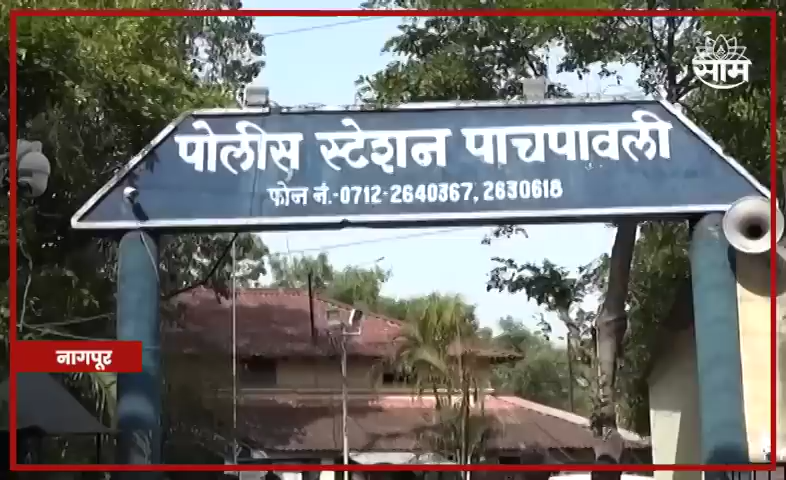 साम
पोलीस स्टेशन पाचपावली
फोन नं.-0712-2640367, 2630618
नागपूर